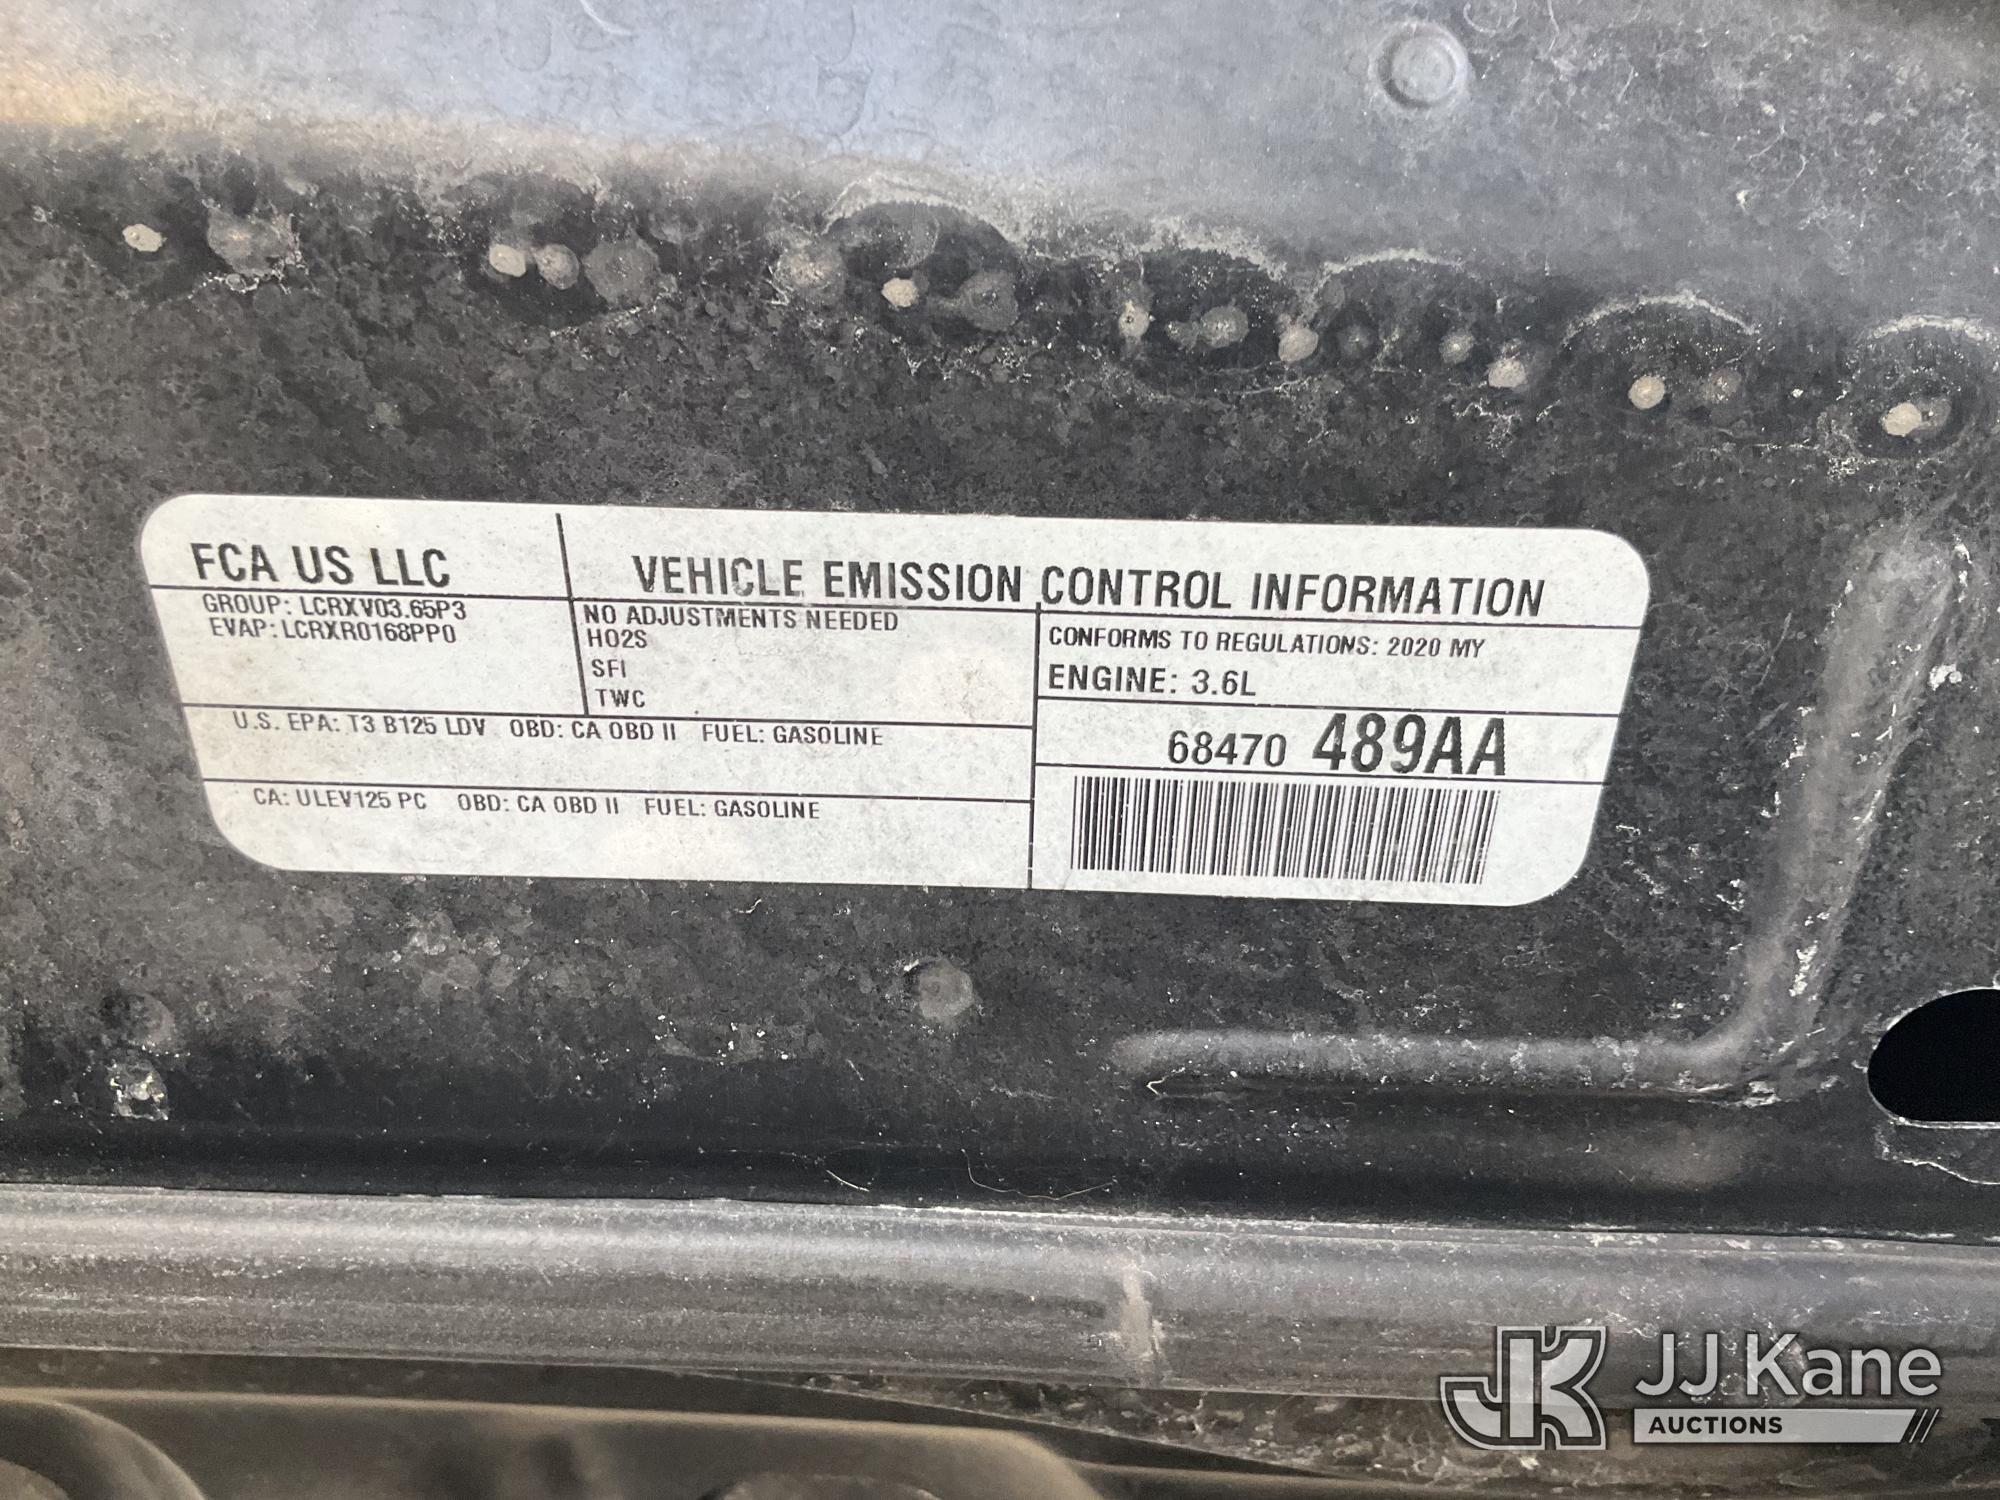 FCA US LLC
VEHICLE EMISSION CONTROL INFORMATION
GROUP: LCRXV03.65P3
EVAP: LCRXR0168PP0
NO ADJUSTMENTS NEEDED
HO2S
SFI
TWC
CONFORMS TO REGULATIONS: 2020 MY
ENGINE: 3.6L
U.S. EPA: T3 B125 LDV OBD: CA OBD II FUEL: GASOLINE
68470 489AA
CA: ULEV125 PC OBD: CA OBD II FUEL: GASOLINE
JK JJ Kane
AUCTIONS